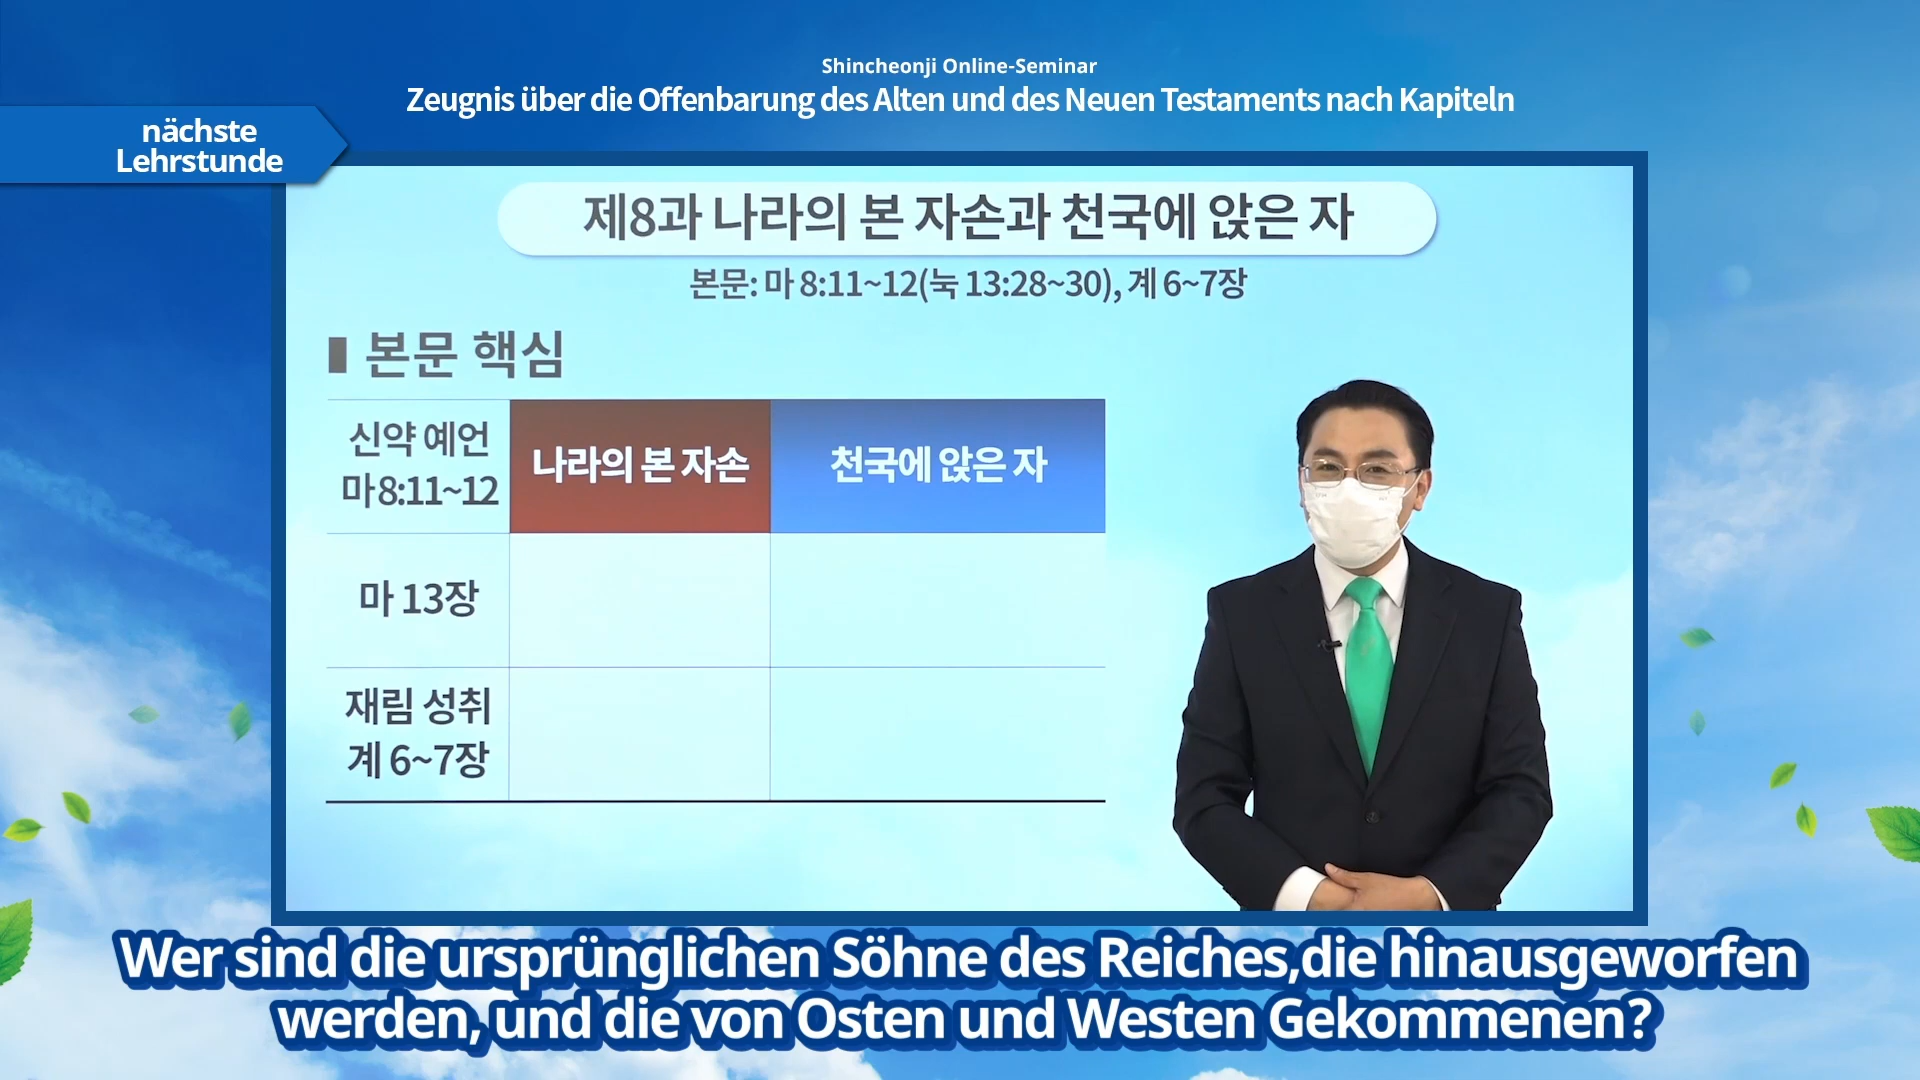 Shincheonji Online-Seminar
Zeugnis über die Offenbarung des Alten und des Neuen Testaments nach Kapiteln
nächste
Lehrstunde
제8과 나라의 본 자손과 천국에 앉은 자
본문: 마 8:11~12(눅 13:28~30), 계 6~7장
본문 핵심
신약 예언
마 8:11~12
나라의 본 자손
천국에 앉은 자
마 13장
재림 성취
계 6~7장
Wer sind die ursprünglichen Söhne des Reiches,die hinausgeworfen
werden, und die von Osten und Westen Gekommenen?